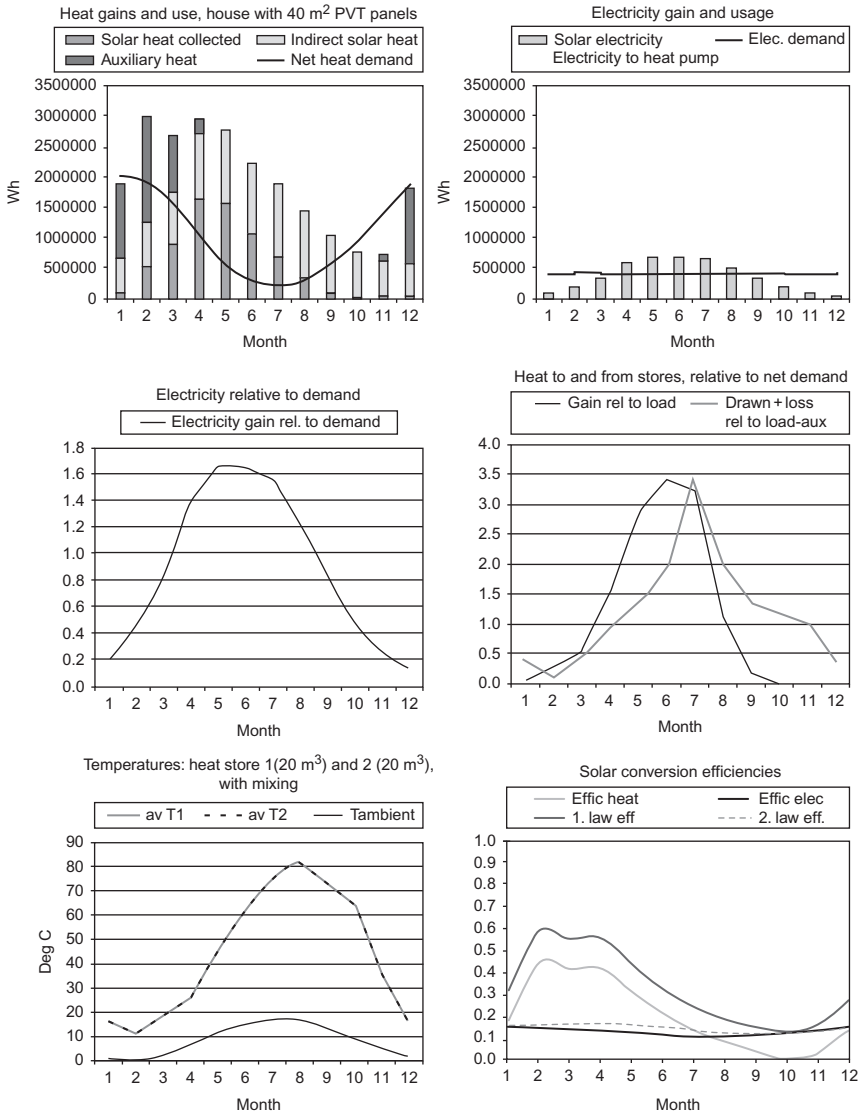 Heat gains and use, house with 40 m² PVT panels
Solar heat collected
Indirect solar heat
Auxiliary heat
Net heat demand
3500000
3000000
2500000
2000000
1500000
1000000
500000
0
Wh
1 2 3 4 5 6 7 8 9 10 11 12
Month
Electricity gain and usage
Solar electricity
Elec. demand
Electricity to heat pump
3500000
3000000
2500000
2000000
1500000
1000000
500000
0
Wh
1 2 3 4 5 6 7 8 9 10 11 12
Month
Electricity relative to demand
Electricity gain rel. to demand
1.8
1.6
1.4
1.2
1.0
0.8
0.6
0.4
0.2
0.0
1 2 3 4 5 6 7 8 9 10 11 12
Month
Heat to and from stores, relative to net demand
Gain rel to load
Drawn + loss
rel to load-aux
4.0
3.5
3.0
2.5
2.0
1.5
1.0
0.5
0.0
1 2 3 4 5 6 7 8 9 10 11 12
Month
Temperatures: heat store 1(20 m³) and 2 (20 m³),
with mixing
av T1
av T2
Tambient
90
80
70
60
50
40
30
20
10
0
Deg C
1 2 3 4 5 6 7 8 9 10 11 12
Month
Solar conversion efficiencies
Effic heat
Effic elec
1. law eff
2. law eff.
1.0
0.9
0.9
0.7
0.6
0.5
0.4
0.3
0.2
0.1
0.0
1 2 3 4 5 6 7 8 9 10 11 12
Month